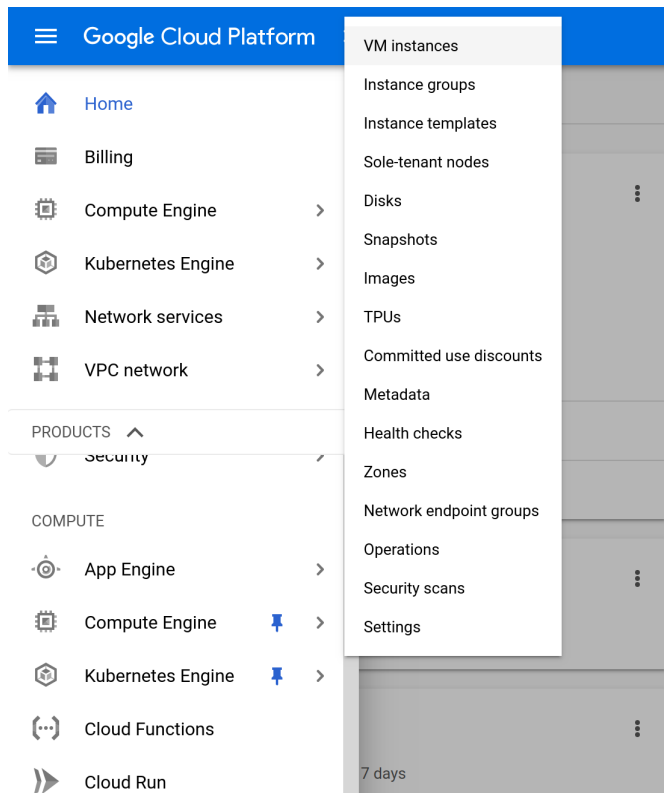 Google Cloud Platform
Home
Billing
Compute Engine
Kubernetes Engine
Network services
VPC network
PRODUCTS
Security
COMPUTE
App Engine
Compute Engine
Kubernetes Engine
Cloud Functions
Cloud Run
VM instances
Instance groups
Instance templates
Sole-tenant nodes
Disks
Snapshots
Images
TPUs
Committed use discounts
Metadata
Health checks
Zones
Network endpoint groups
Operations
Security scans
Settings
7 days